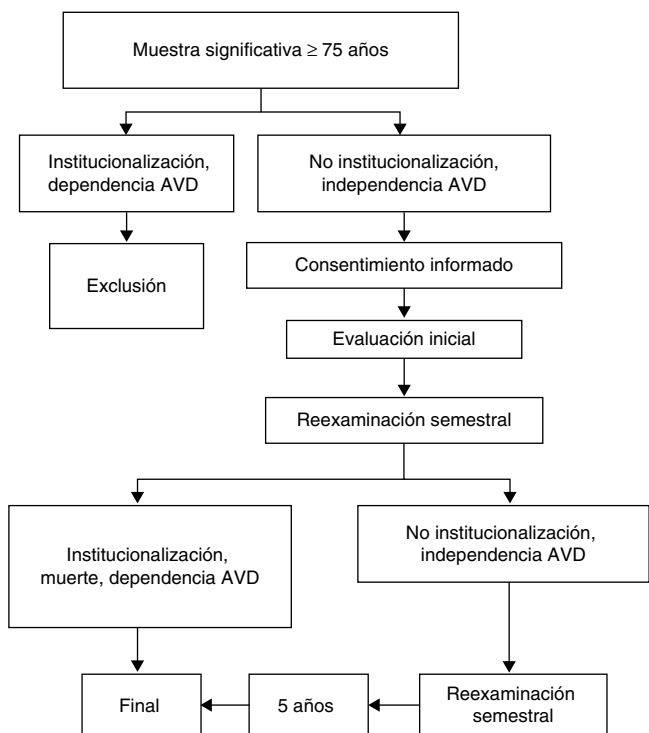 Muestra significativa ≥ 75 años
Institucionalización,
dependencia AVD
No institucionalización,
independencia AVD
Exclusión
Consentimiento informado
Evaluación inicial
Reexaminación semestral
Institucionalización,
muerte, dependencia AVD
No institucionalización,
independencia AVD
Final
5 años
Reexaminación
semestral